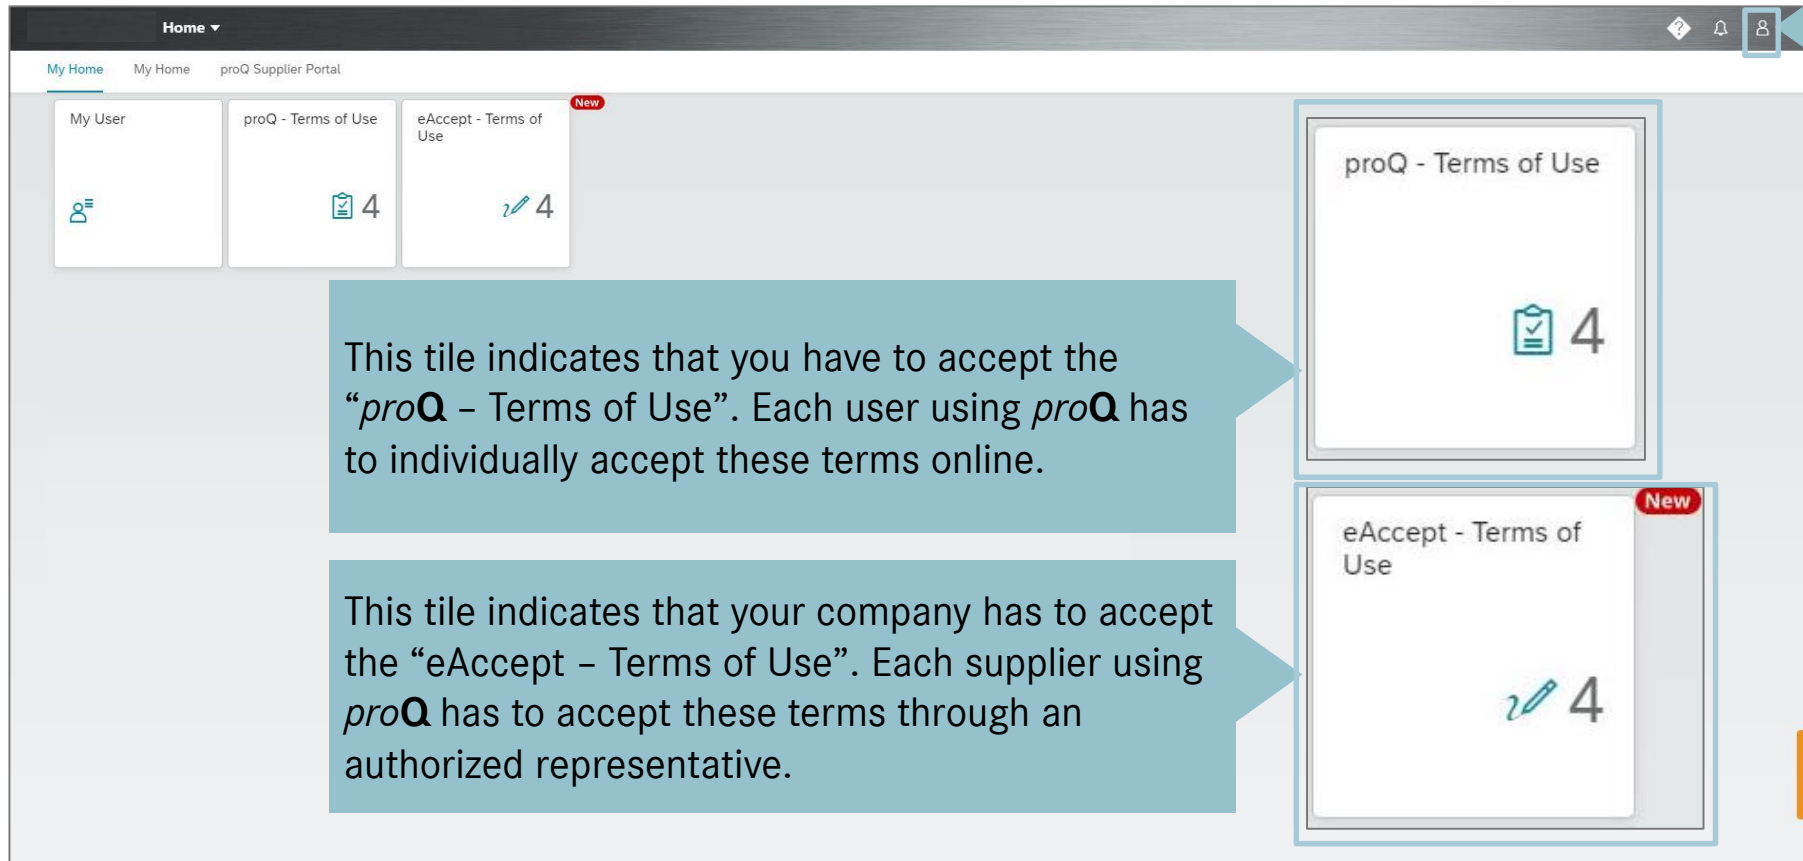 Home
My Home My Home proQ Supplier Portal
My User
proQ - Terms of Use
4
eAccept - Terms of
Use
4
New
This tile indicates that you have to accept the
“proQ – Terms of Use”. Each user using proQ has
to individually accept these terms online.
proQ - Terms of Use
4
This tile indicates that your company has to accept
the “eAccept – Terms of Use”. Each supplier using
proQ has to accept these terms through an
authorized representative.
New
eAccept - Terms of
Use
4